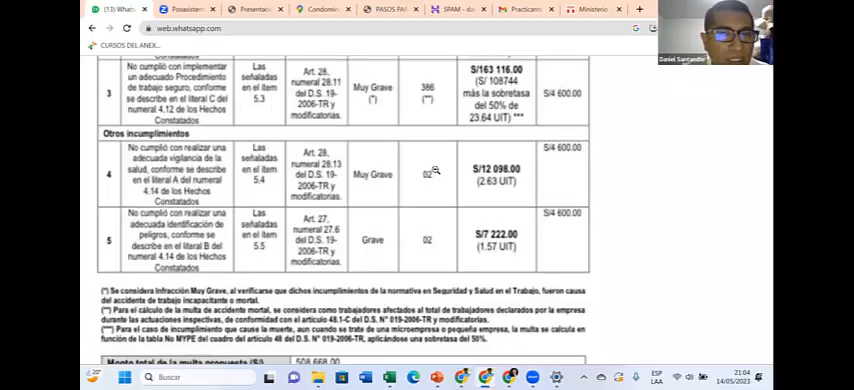 (13) Whats
Posasistem
Presentaci
Condomin
PASOS PAR
SPAM - da
Practicamo
Ministerio
web.whatsapp.com
CURSOS DEL ANEX...
Daniel Santander
3
No cumplió con implementar
un adecuado Procedimiento
de trabajo seguro, conforme
se describe en el literal C del
numeral 4.12 de los Hechos
Constatados
Las
señaladas
en el ítem
5.3
Art. 28,
numeral 28.11
del D.S. 19-
2006-TR y
modificatorias.
Muy Grave
(*)
386
(**)
S/163 116.00
(S/ 108744
más la sobretasa
del 50% de
23.64 UIT) ***
S/4 600.00
Otros incumplimientos
4
No cumplió con realizar una
adecuada vigilancia de la
salud, conforme se describe
en el literal A del numeral
4.14 de los Hechos
Constatados
Las
señaladas
en el ítem
5.4
Art. 28,
numeral 28.13
del D.S. 19-
2006-TR y
modificatorias.
Muy Grave
02
S/12 098.00
(2.63 UIT)
S/4 600.00
5
No cumplió con realizar una
adecuada identificación de
peligros, conforme se
describe en el literal B del
numeral 4.14 de los Hechos
Constatados
Las
señaladas
en el ítem
5.5
Art. 27,
numeral 27.6
del D.S. 19-
2006-TR y
modificatorias.
Grave
02
S/7 222.00
(1.57 UIT)
S/4 600.00
(*) Se considera Infracción Muy Grave, al verificarse que dichos incumplimientos de la normativa en Seguridad y Salud en el Trabajo, fueron causa
del accidente de trabajo incapacitante o mortal.
(**) Para el cálculo de la multa de accidente mortal, se considera como trabajadores afectados al total de trabajadores declarados por la empresa
durante las actuaciones inspectivas, de conformidad con el artículo 48.1-C del D.S. N° 019-2006-TR y modificatorias.
(***) Para el caso de incumplimiento que cause la muerte, aun cuando se trate de una microempresa o pequeña empresa, la multa se calcula en
función de la tabla No MYPE del cuadro del artículo 48 del D.S. N° 019-2006-TR, aplicándose una sobretasa del 50%.
Monto total de la multa propuesta (S/)
508,668.00
20°
Buscar
ESP
LAA
21:04
14/05/2023